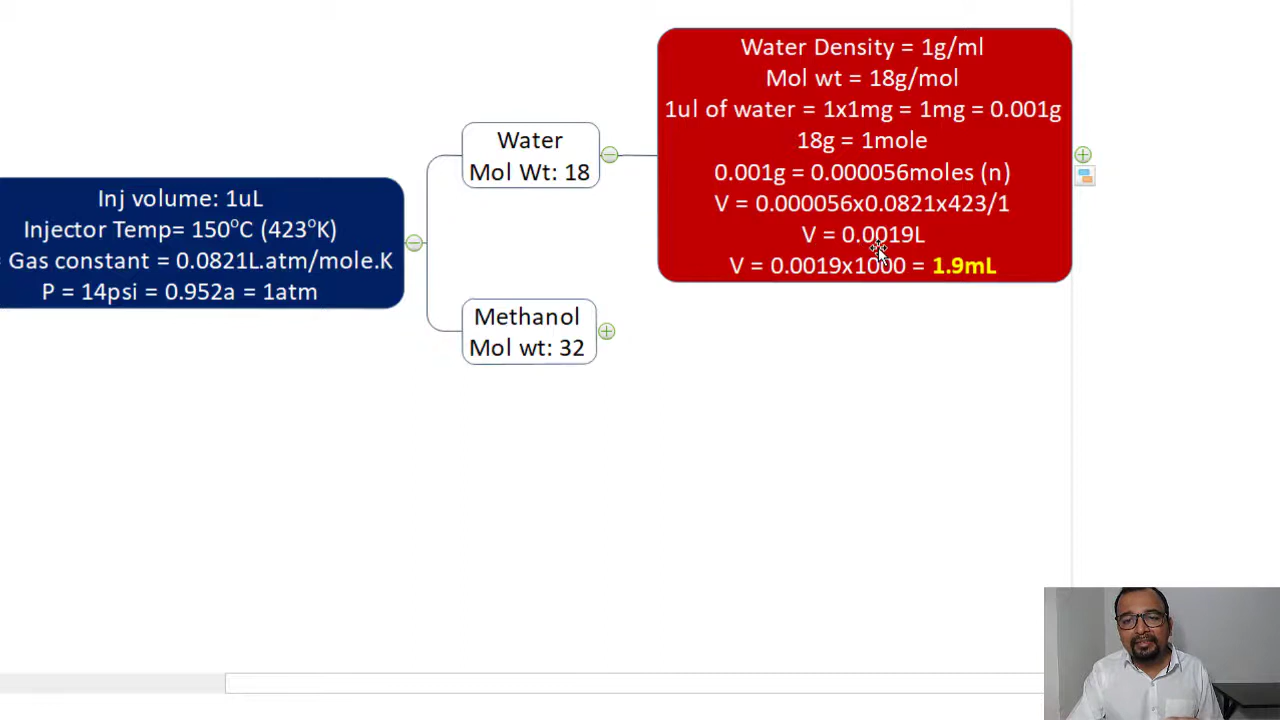 Inj volume: 1uL
Injector Temp= 150°C (423°K)
= Gas constant = 0.0821L.atm/mole.K
P = 14psi = 0.952a = 1atm
Water
Mol Wt: 18
Methanol
Mol wt: 32
Water Density = 1g/ml
Mol wt = 18g/mol
1ul of water = 1x1mg = 1mg = 0.001g
18g = 1mole
0.001g = 0.000056moles (n)
V = 0.000056x0.0821x423/1
V = 0.0019L
V = 0.0019x1000 = 1.9mL